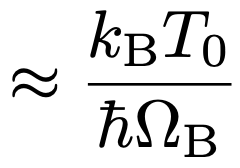 ≈ k_B T_0 / ħΩ_B